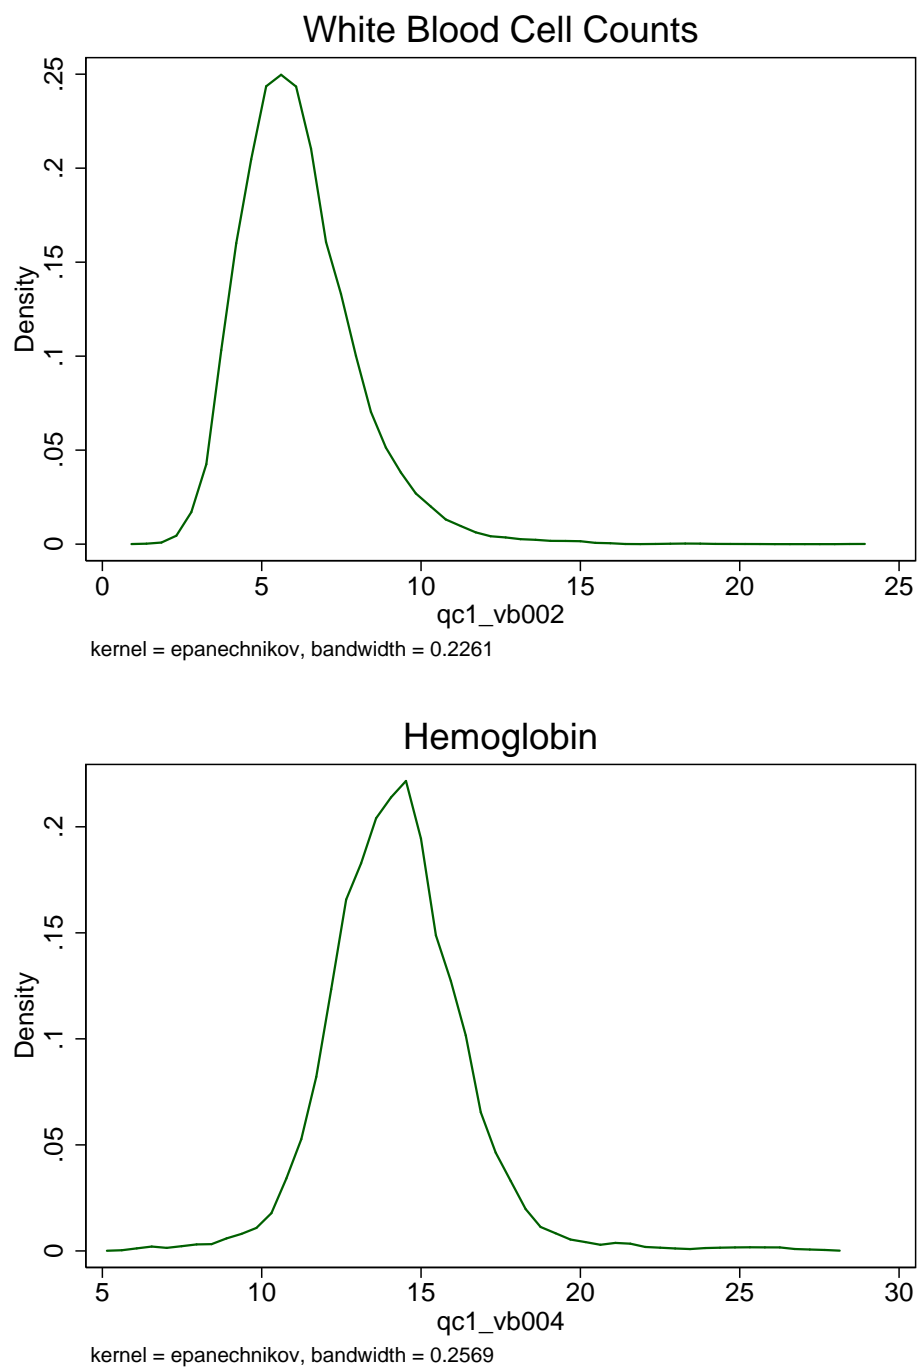 White Blood Cell Counts
Density
0 .05 .1 .15 .2 .25
0 5 10 15 20 25
qc1_vb002
kernel = epanechnikov, bandwidth = 0.2261
Hemoglobin
Density
0 .05 .1 .15 .2
5 10 15 20 25 30
qc1_vb004
kernel = epanechnikov, bandwidth = 0.2569